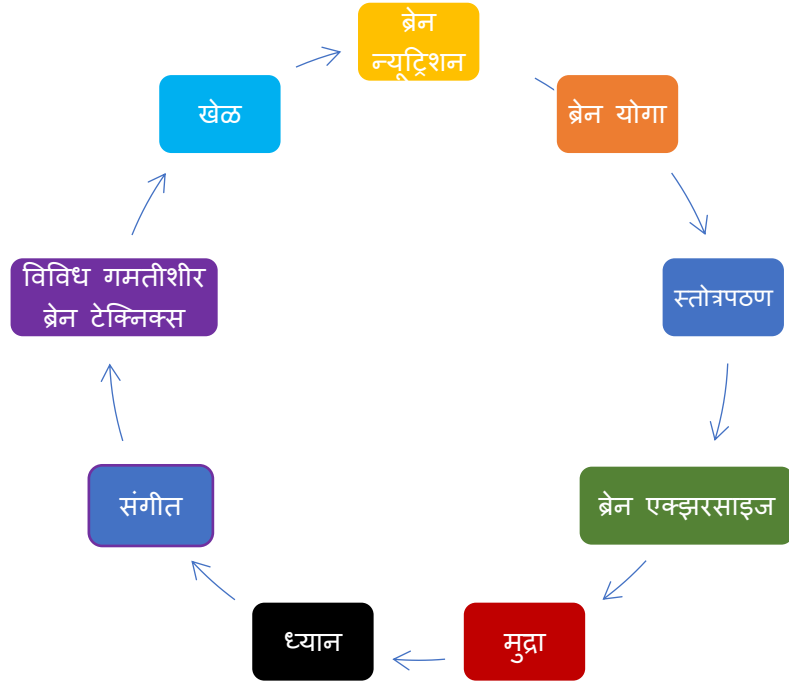 ब्रेन
न्यूट्रिशन
ब्रेन योगा
स्तोत्रपठण
ब्रेन एक्झरसाइज
मुद्रा
ध्यान
संगीत
विविध गमतीशीर
ब्रेन टेक्निक्स
खेळ